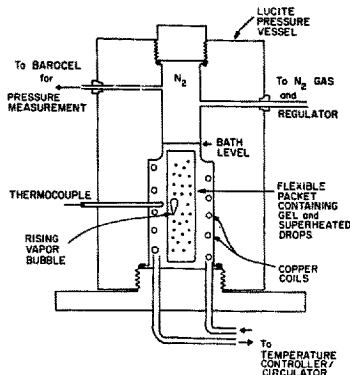 LUCITE
PRESSURE
VESSEL
TO BAROCEL
for
PRESSURE
MEASUREMENT
N2
TO N2 GAS
and
REGULATOR
BATH
LEVEL
THERMOCOUPLE
FLEXIBLE
PACKET
CONTAINING
GEL and
SUPERHEATED
DROPS
RISING
VAPOR
BUBBLE
COPPER
COILS
To
TEMPERATURE
CONTROLLER/
CIRCULATOR